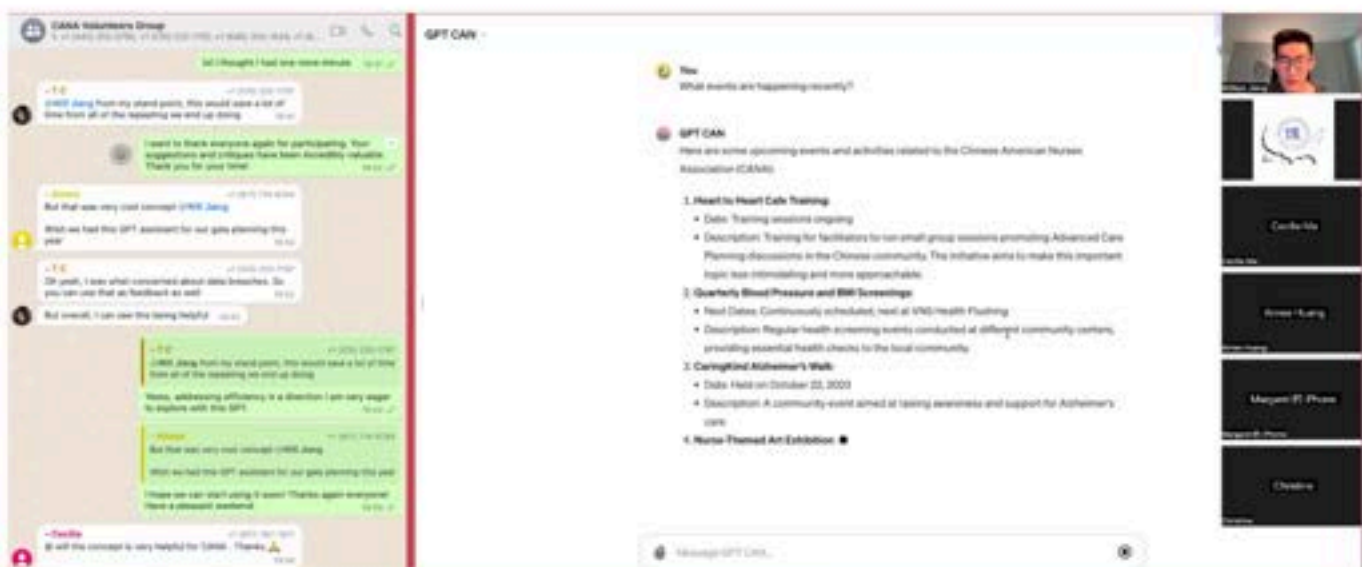 CANA Volunteers Group
lol I thought I had one more minute
~T C
@Will Jiang from my stand point, this would save a lot of
time from all of the repeating we end up doing
I want to thank everyone again for participating. Your
suggestions and critiques have been incredibly valuable.
Thank you for your time!
But that was very cool concept @Will Jiang
Wish we had this GPT assistant for our gala planning this
year
~T C
Oh yeah, I was what concerned about data breaches. So
you can use that as feedback as well
But overall, I can see this being helpful
~T C
@Will Jiang from my stand point, this would save a lot of time
from all of the repeating we end up doing
addressing efficiency is a direction I am very eager
to explore with this GPT
But that was very cool concept @Will Jiang
Wish we had this GPT assistant for our gala planning this year
I hope we can start using it soon! Thanks again everyone!
Have a pleasant weekend
~Cecilia
@ will the concept is very helpful for CANA . Thanks
GPT CAN
You
What events are happening recently?
GPT CAN
Here are some upcoming events and activities related to the Chinese American Nurses
Association (CANA):
1. Heart to Heart Cafe Training:
• Date: Training sessions ongoing
• Description: Training for facilitators to run small group sessions promoting Advanced Care
Planning discussions in the Chinese community. The initiative aims to make this important
topic less intimidating and more approachable.
2. Quarterly Blood Pressure and BMI Screenings:
• Next Dates: Continuously scheduled, next at VNS Health Flushing
• Description: Regular health screening events conducted at different community centers,
providing essential health checks to the local community.
3. CaringKind Alzheimer's Walk:
• Date: Held on October 22, 2023
• Description: A community event aimed at raising awareness and support for Alzheimer's
care
4. Nurse-Themed Art Exhibition
Message GPT CAN...
Cecilia Ma
Huang
Margaret
Christine